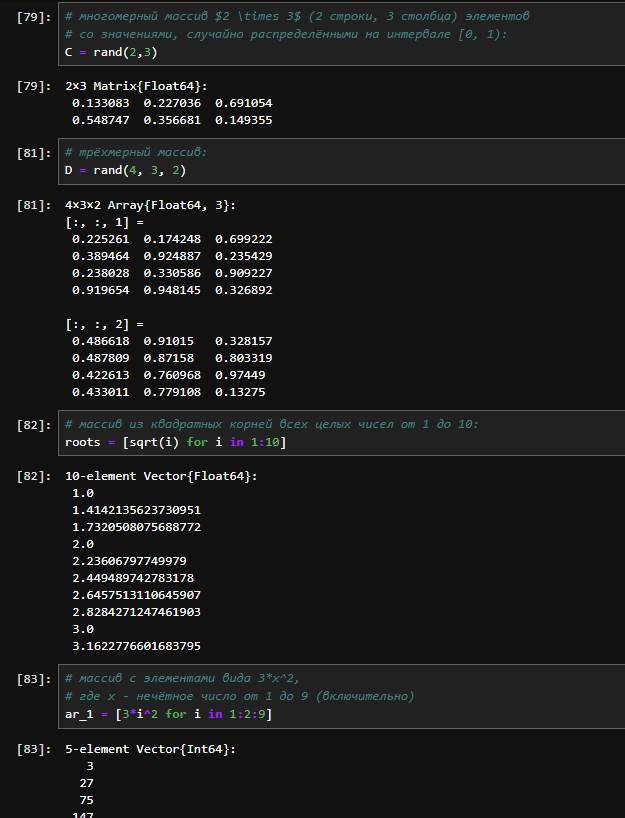 [79]: # многомерный массив $2 \times 3$ (2 строки, 3 столбца) элементов
# со значениями, случайно распределёнными на интервале [0, 1):
C = rand(2,3)
[79]: 2×3 Matrix{Float64}:
0.133083 0.227036 0.691054
0.548747 0.356681 0.149355
[81]: # трёхмерный массив:
D = rand(4, 3, 2)
[81]: 4×3×2 Array{Float64, 3}:
[:, :, 1] =
0.225261 0.174248 0.699222
0.389464 0.924887 0.235429
0.238028 0.330586 0.909227
0.919654 0.948145 0.326892
[:, :, 2] =
0.486618 0.91015 0.328157
0.487809 0.87158 0.803319
0.422613 0.760968 0.97449
0.433011 0.779108 0.13275
[82]: # массив из квадратных корней всех целых чисел от 1 до 10:
roots = [sqrt(i) for i in 1:10]
[82]: 10-element Vector{Float64}:
1.0
1.4142135623730951
1.7320508075688772
2.0
2.23606797749979
2.449489742783178
2.6457513110645907
2.8284271247461903
3.0
3.1622776601683795
[83]: # массив с элементами вида 3*x^2,
# где x - нечётное число от 1 до 9 (включительно)
ar_1 = [3*i^2 for i in 1:2:9]
[83]: 5-element Vector{Int64}:
3
27
75
147